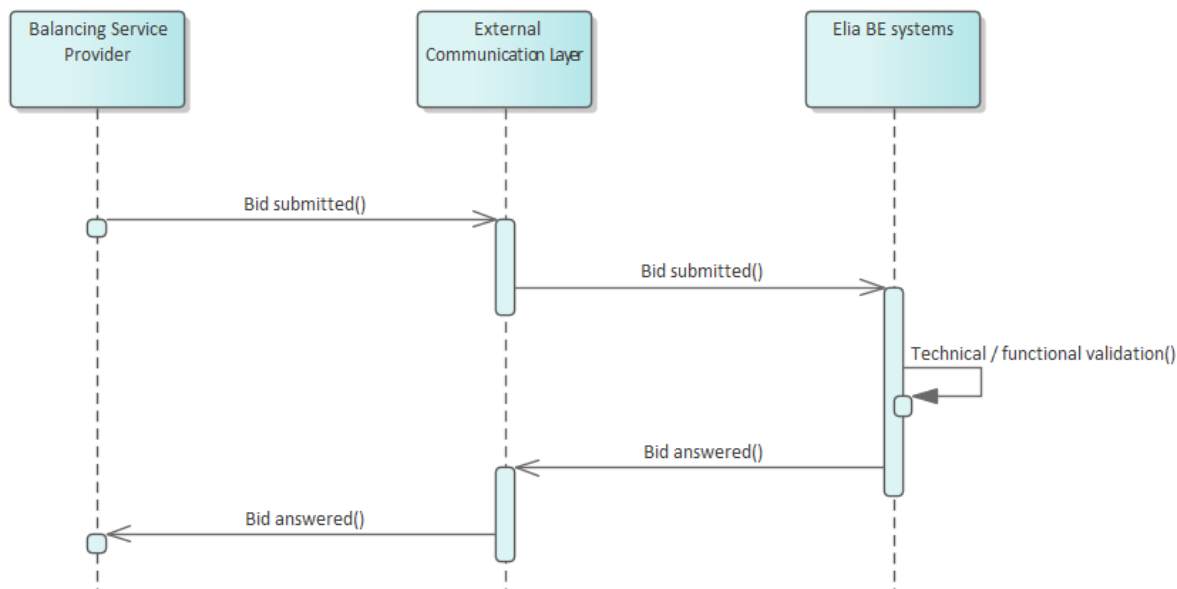 Balancing Service
Provider
External
Communication Layer
Elia BE systems
Bid submitted()
Bid submitted()
Technical / functional validation()
Bid answered()
Bid answered()